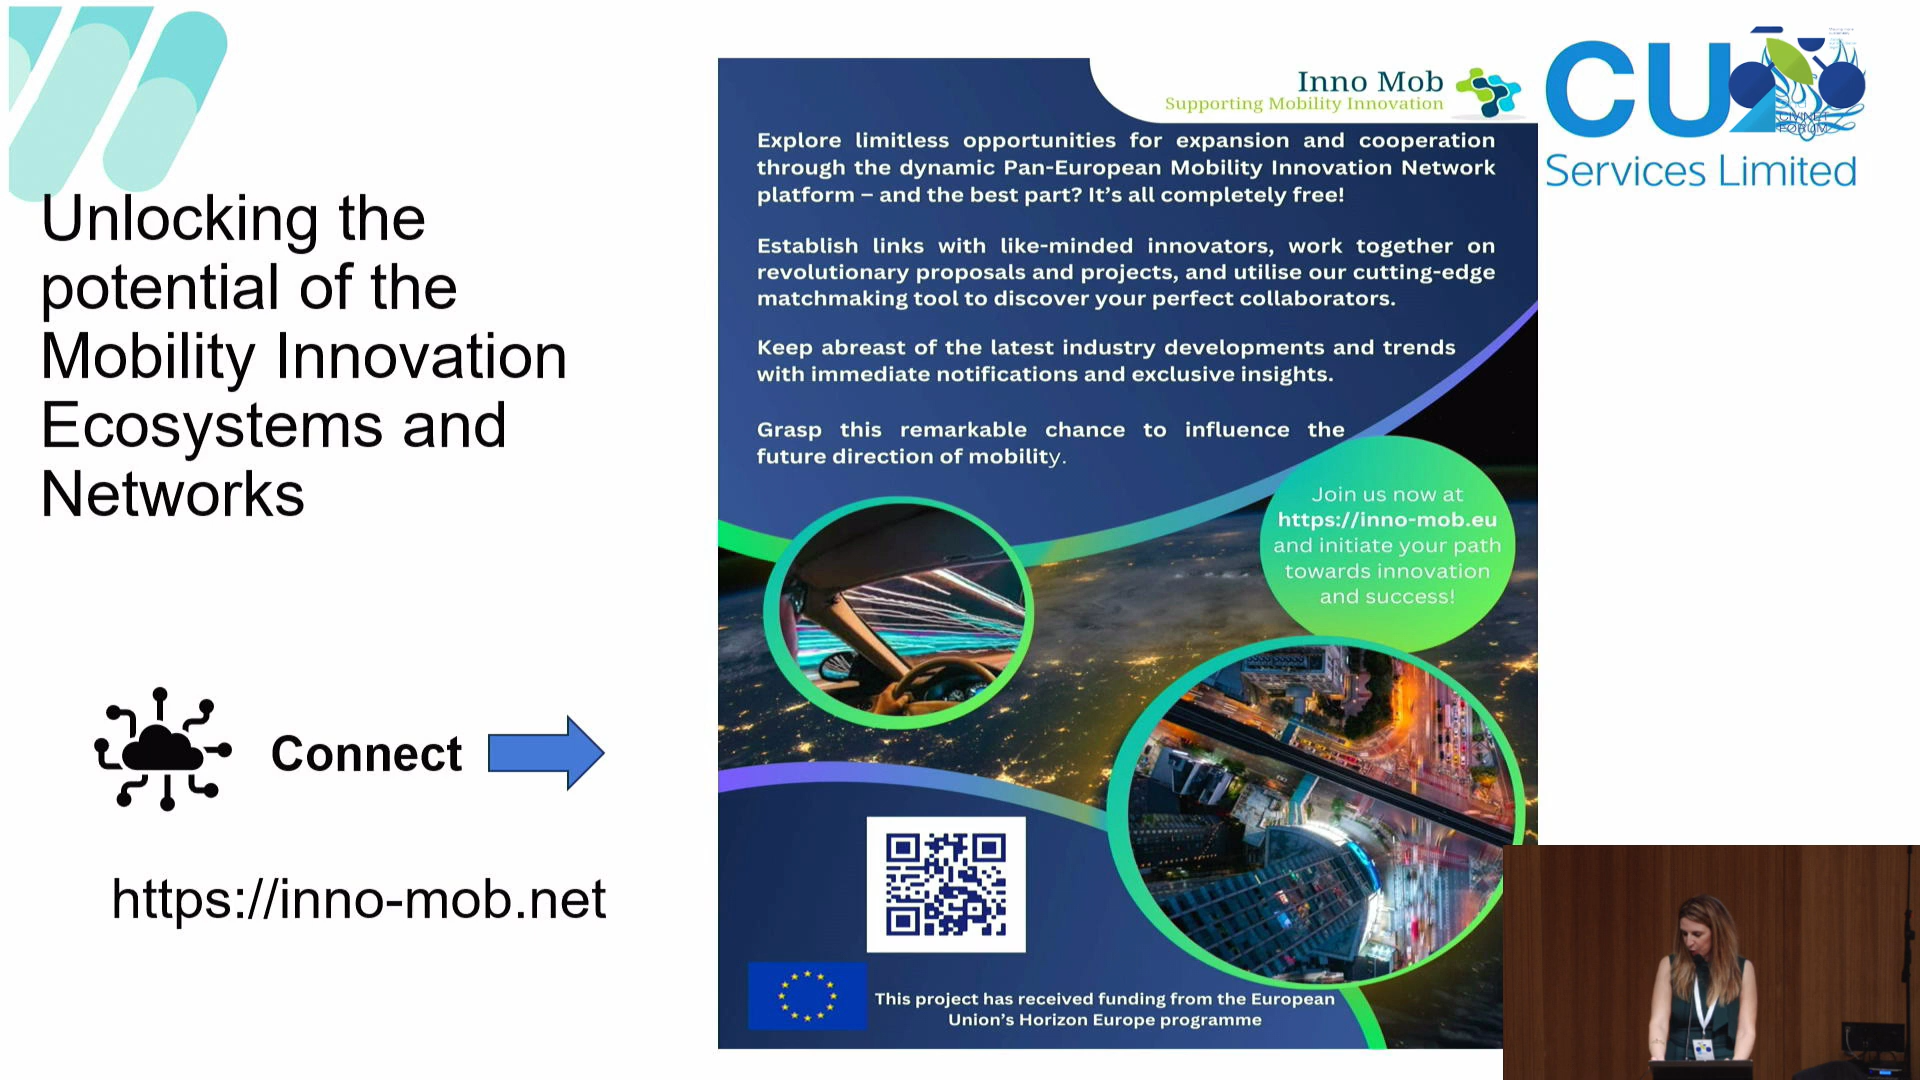 Unlocking the
potential of the
Mobility Innovation
Ecosystems and
Networks
Connect
https://inno-mob.net
Inno Mob
Supporting Mobility Innovation
Explore limitless opportunities for expansion and cooperation
through the dynamic Pan-European Mobility Innovation Network
platform – and the best part? It's all completely free!
Establish links with like-minded innovators, work together on
revolutionary proposals and projects, and utilise our cutting-edge
matchmaking tool to discover your perfect collaborators.
Keep abreast of the latest industry developments and trends
with immediate notifications and exclusive insights.
Grasp this remarkable chance to influence the
future direction of mobility.
Join us now at
https://inno-mob.eu
and initiate your path
towards innovation
and success!
This project has received funding from the European
Union's Horizon Europe programme
CU
Services Limited
CIVINET
FORUM